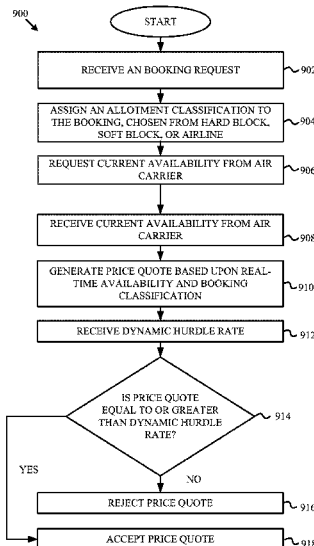 900
START
RECEIVE AN BOOKING REQUEST
902
ASSIGN AN ALLOTMENT CLASSIFICATION TO
THE BOOKING, CHOSEN FROM HARD BLOCK,
SOFT BLOCK, OR AIRLINE
904
REQUEST CURRENT AVAILABILITY FROM AIR
CARRIER
906
RECEIVE CURRENT AVAILABILITY FROM AIR
CARRIER
908
GENERATE PRICE QUOTE BASED UPON REAL-
TIME AVAILABILITY AND BOOKING
CLASSIFICATION
910
RECEIVE DYNAMIC HURDLE RATE
912
IS PRICE QUOTE
EQUAL TO OR GREATER
THAN DYNAMIC HURDLE
RATE?
914
YES
NO
REJECT PRICE QUOTE
916
ACCEPT PRICE QUOTE
918